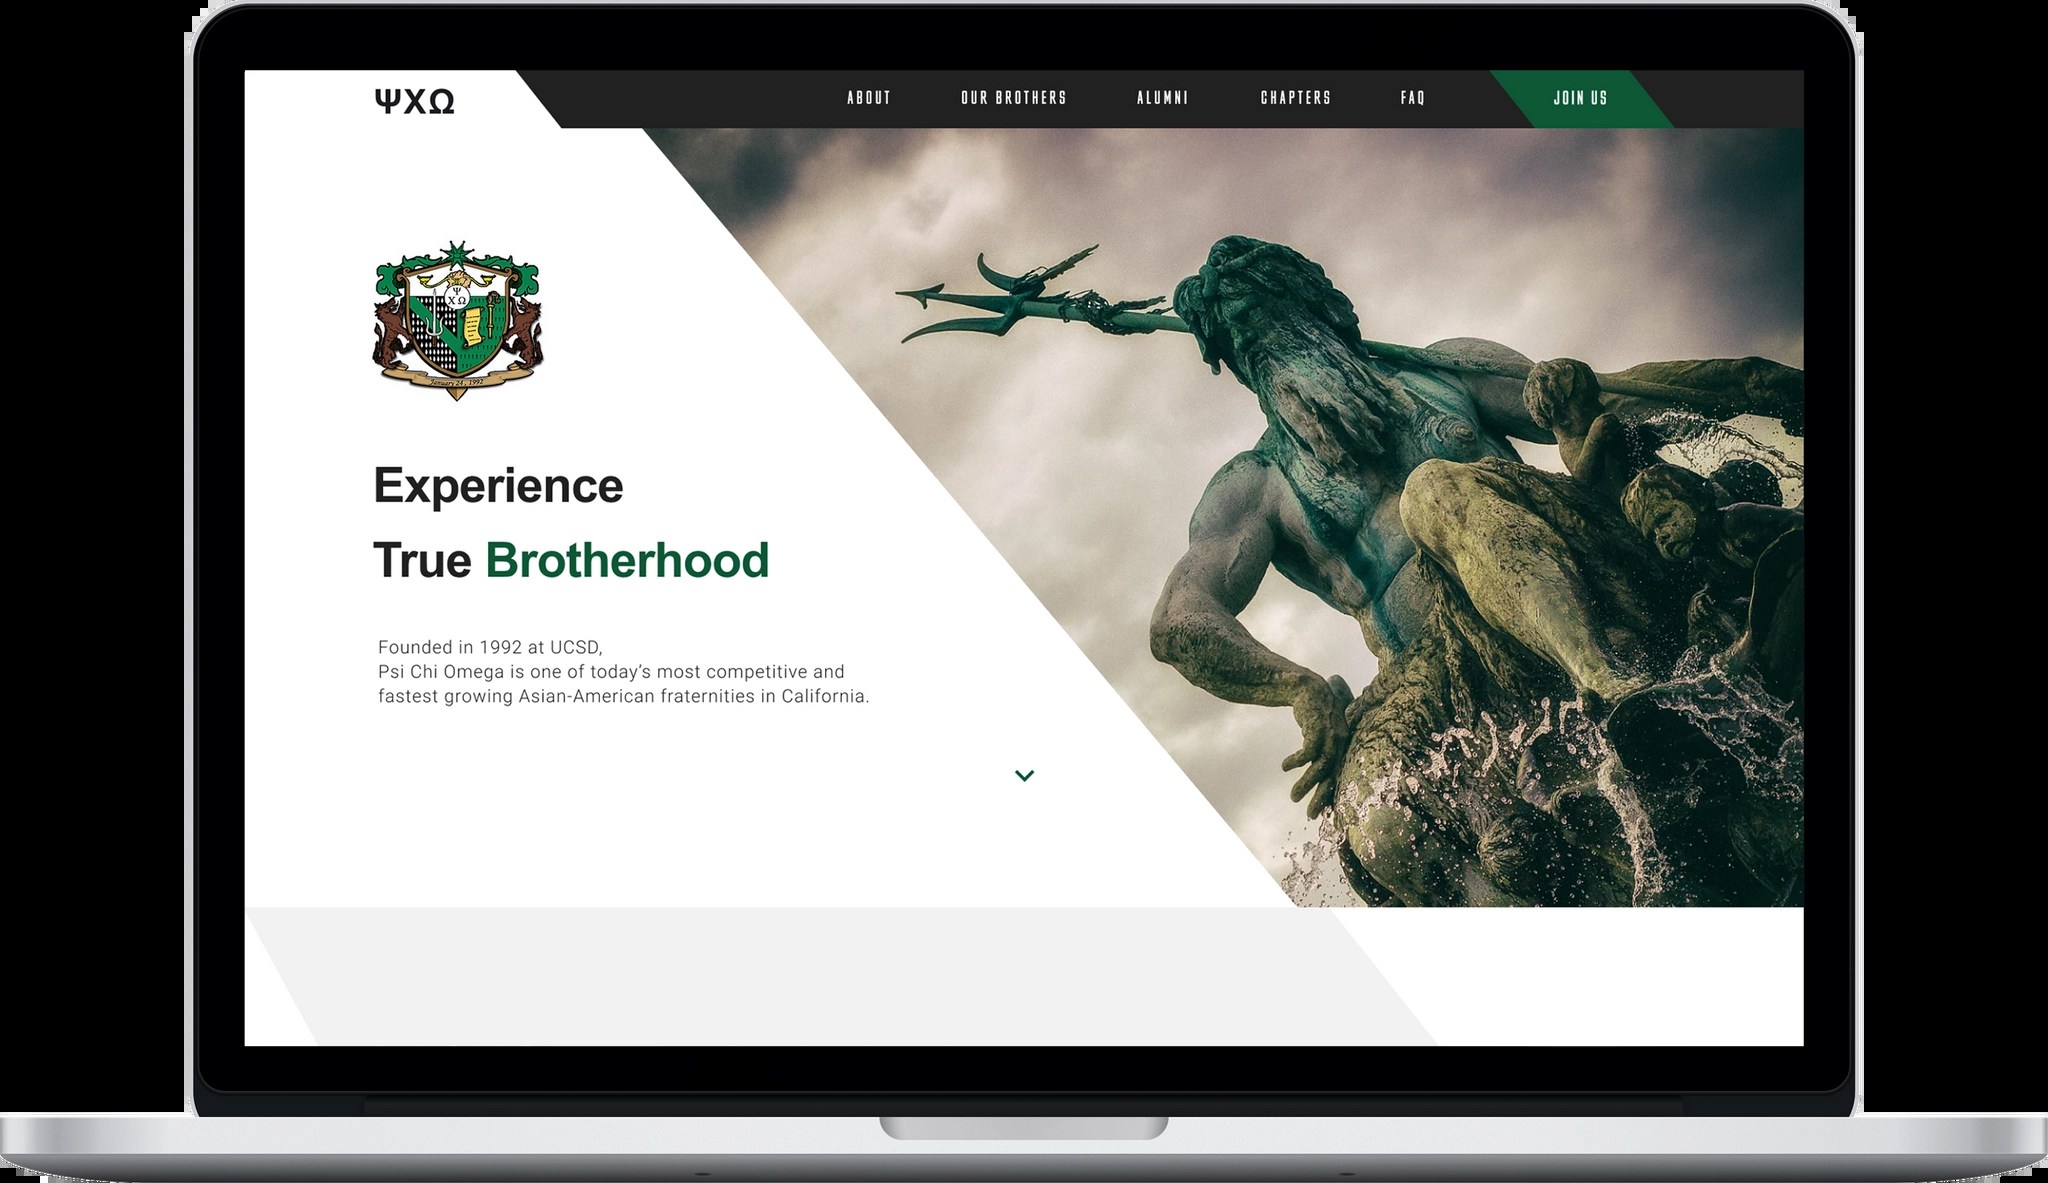 ΨΧΩ
ABOUT
OUR BROTHERS
ALUMNI
CHAPTERS
FAQ
JOIN US
Ψ
ΧΩ
January 24, 1992
Experience
True Brotherhood
Founded in 1992 at UCSD,
Psi Chi Omega is one of today’s most competitive and
fastest growing Asian-American fraternities in California.